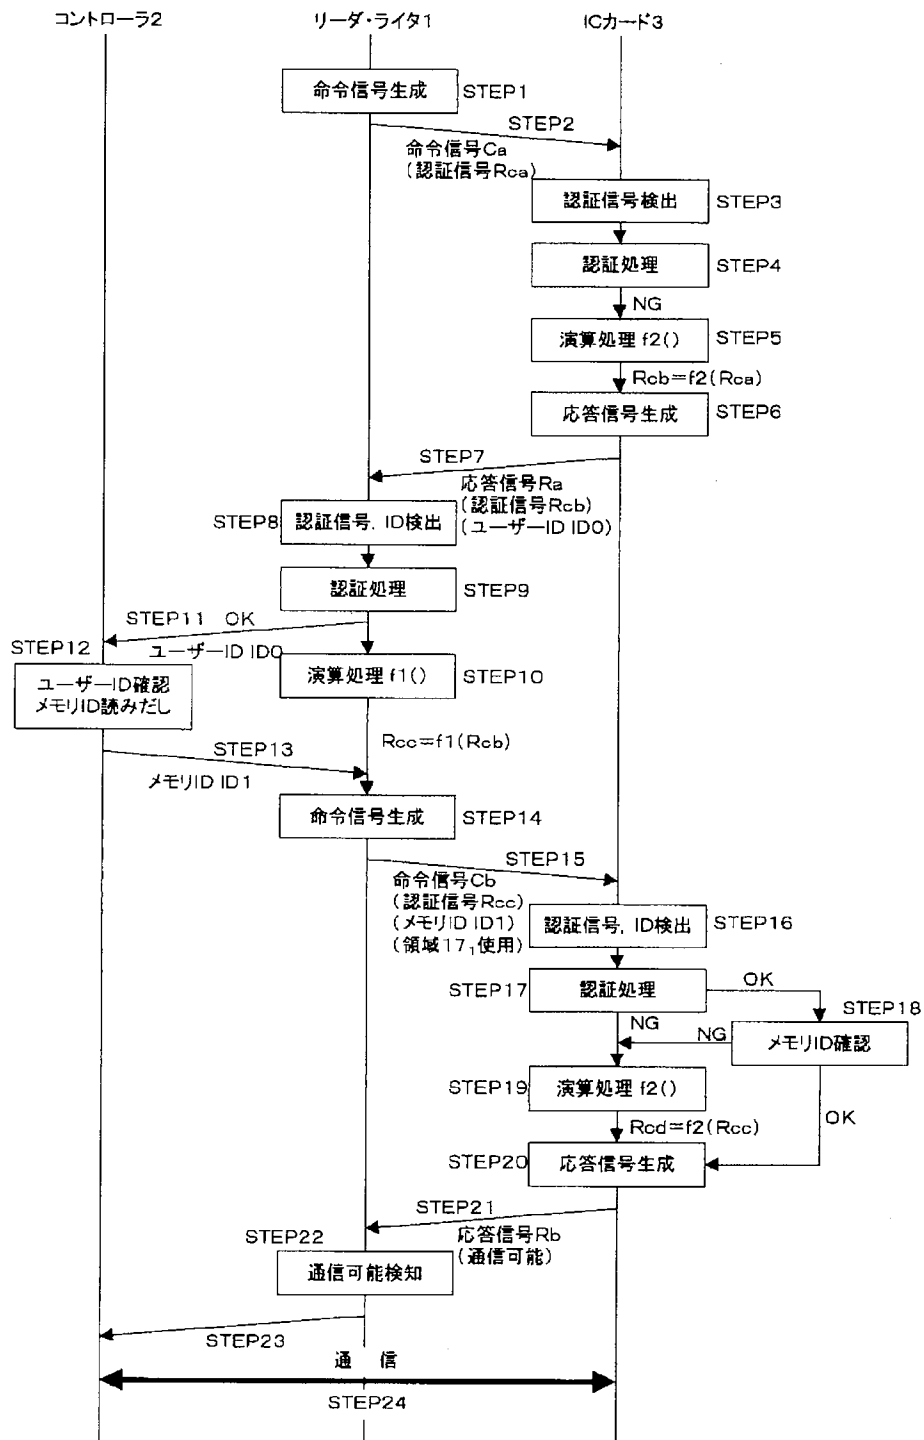 コントローラ2
リーダ・ライタ1
ICカード3
命令信号生成
STEP1
STEP2
命令信号Ca
(認証信号Rca)
認証信号検出
STEP3
認証処理
STEP4
NG
演算処理 f2()
STEP5
Rcb=f2(Rca)
応答信号生成
STEP6
STEP7
応答信号Ra
(認証信号Rcb)
(ユーザーID ID0)
STEP8
認証信号, ID検出
認証処理
STEP9
STEP11 OK
ユーザーID ID0
STEP12
ユーザーID確認
メモリID読みだし
演算処理 f1()
STEP10
Rcc=f1(Rcb)
STEP13
メモリID ID1
命令信号生成
STEP14
STEP15
命令信号Cb
(認証信号Rcc)
(メモリID ID1)
(領域17₁使用)
認証信号, ID検出
STEP16
STEP17
認証処理
OK
STEP18
メモリID確認
NG
NG
OK
STEP19
演算処理 f2()
Rcd=f2(Rcc)
STEP20
応答信号生成
STEP21
応答信号Rb
(通信可能)
STEP22
通信可能検知
STEP23
通 信
STEP24